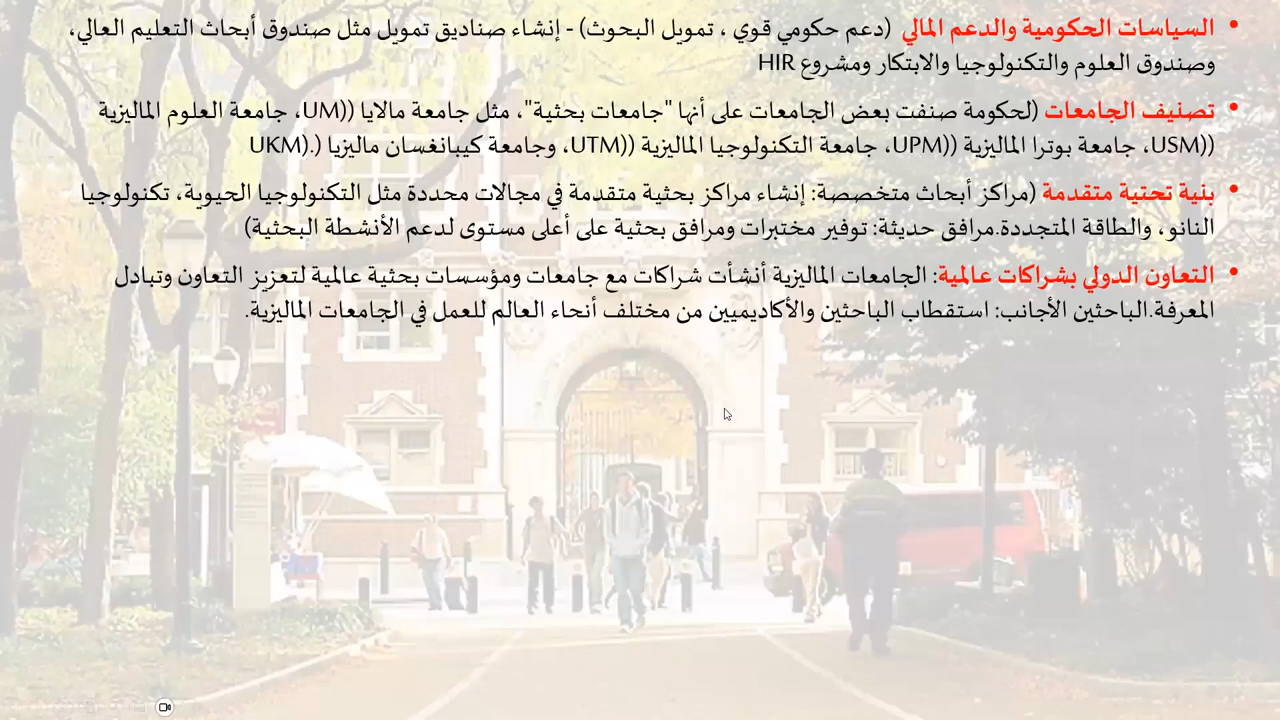 • السياسات الحكومية والدعم المالي (دعم حكومي قوي ، تمويل البحوث) - إنشاء صناديق تمويل مثل صندوق أبحاث التعليم العالي،
وصندوق العلوم والتكنولوجيا والابتكار ومشروع HIR
• تصنيف الجامعات (لحكومة صنفت بعض الجامعات على أنها "جامعات بحثية"، مثل جامعة مالايا ((UM، جامعة العلوم الماليزية
((USM، جامعة بوترا الماليزية ((UPM، جامعة التكنولوجيا الماليزية ((UTM، وجامعة كيبانغسان ماليزيا (.(UKM
• بنية تحتية متقدمة (مراكز أبحاث متخصصة: إنشاء مراكز بحثية متقدمة في مجالات محددة مثل التكنولوجيا الحيوية، تكنولوجيا
النانو، والطاقة المتجددة.مرافق حديثة: توفير مختبرات ومرافق بحثية على أعلى مستوى لدعم الأنشطة البحثية)
• التعاون الدولي بشراكات عالمية: الجامعات الماليزية أنشأت شراكات مع جامعات ومؤسسات بحثية عالمية لتعزيز التعاون وتبادل
المعرفة.الباحثين الأجانب: استقطاب الباحثين والأكاديميين من مختلف أنحاء العالم للعمل في الجامعات الماليزية.